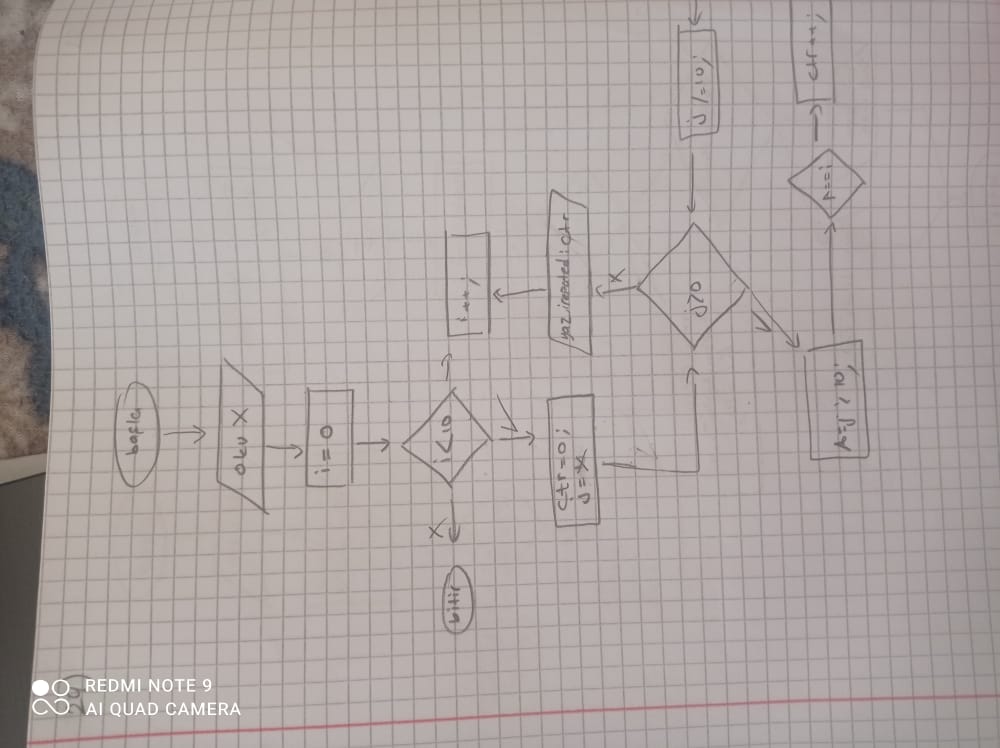 20)
başla
oku X
i=0
i<10
X
bitir
i++;
ctr=0;
j=X
yaz repeated: ctr
X
j>0
j/=10;
A=j%10;
A==i
ctr++;
REDMI NOTE 9
AI QUAD CAMERA